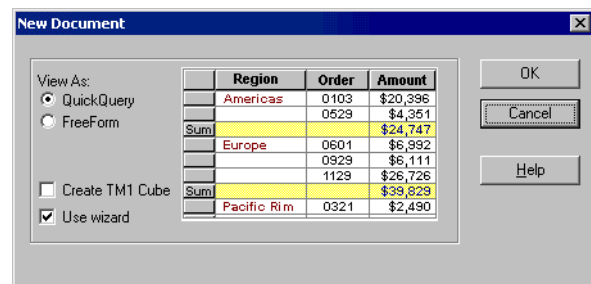 New Document
View As:
QuickQuery
FreeForm
Create TM1 Cube
Use wizard
Region Order Amount
Americas 0103 $20,396
0529 $4,351
Sum $24,747
Europe 0601 $6,992
0929 $6,111
1129 $26,726
Sum $39,829
Pacific Rim 0321 $2,490
OK
Cancel
Help